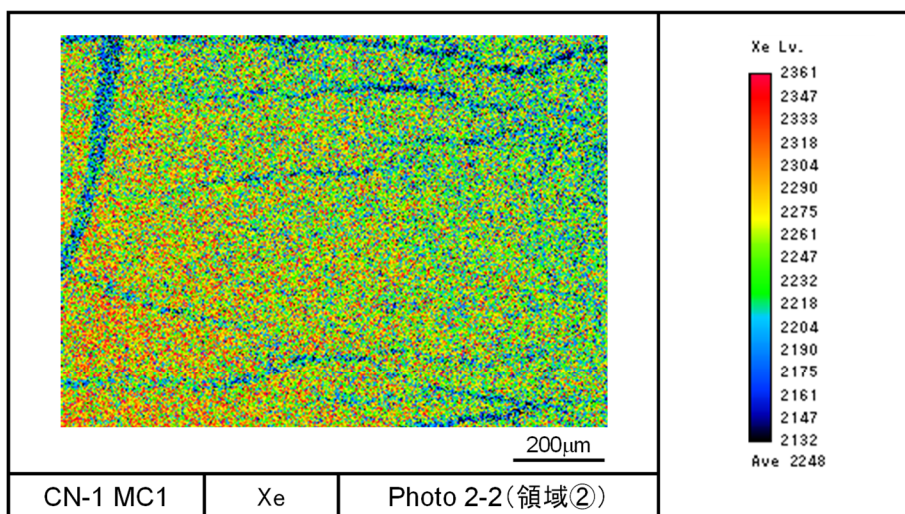 Xe Lv.
2361
2347
2333
2318
2304
2290
2275
2261
2247
2232
2218
2204
2190
2175
2161
2147
2132
Ave 2248
200μm
CN-1 MC1
Xe
Photo 2-2(領域②)